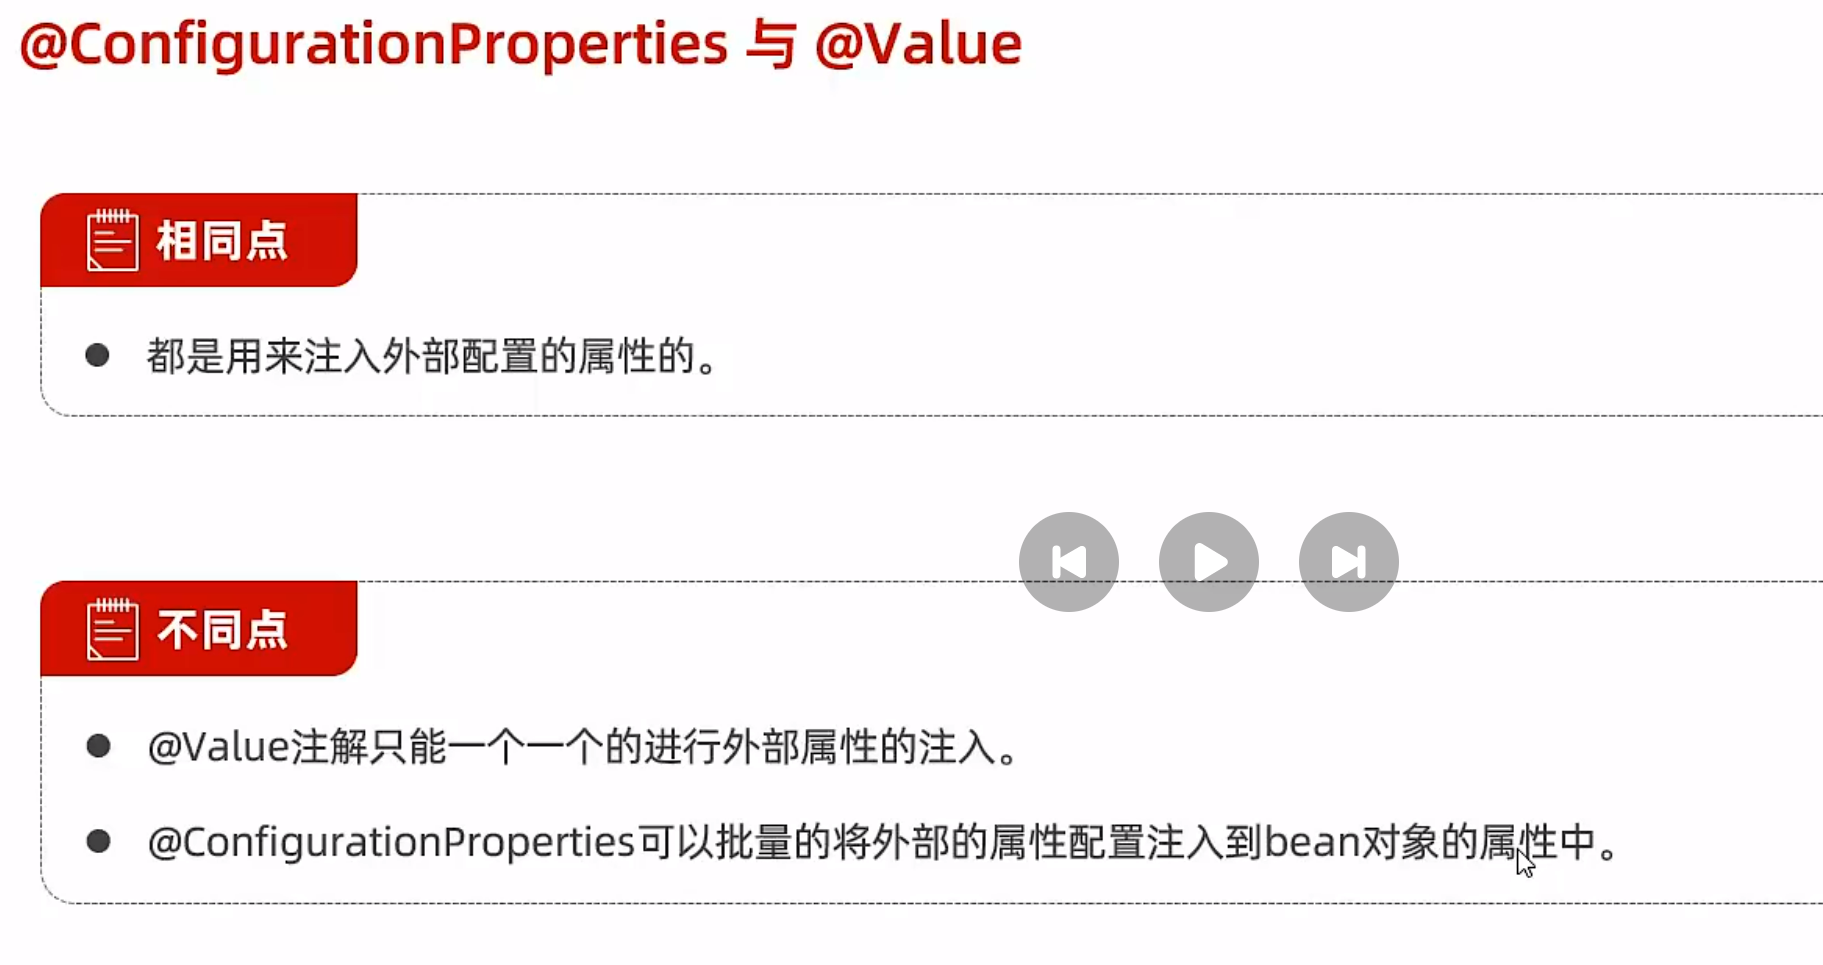 @ConfigurationProperties 与 @Value
相同点
都是用来注入外部配置的属性的。
不同点
@Value注解只能一个一个的进行外部属性的注入。
@ConfigurationProperties可以批量的将外部的属性配置注入到bean对象的属性中。